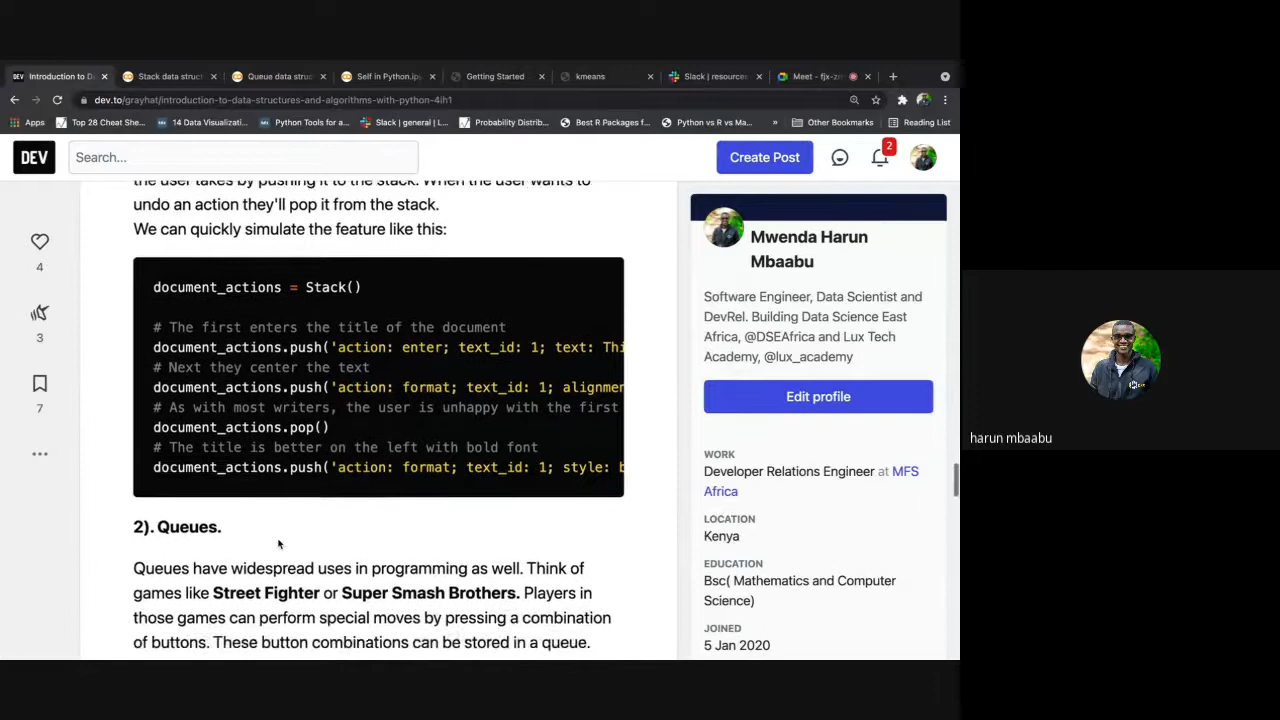 DEV
Introduction to D
Stack data struc
Queue data struc
Self in Python.ip
Getting Started
kmeans
Slack | resource
Meet - fjx-z
dev.to/grayhat/introduction-to-data-structures-and-algorithms-with-python-4ih1
Apps
Top 28 Cheat She...
14 Data Visualizati...
Python Tools for a...
Slack | general | L...
Probability Distrib...
Best R Packages f...
Python vs R vs Ma...
»
Other Bookmarks
Reading List
DEV
Search...
Create Post
2
the user takes by pushing it to the stack. When the user wants to
undo an action they'll pop it from the stack.
We can quickly simulate the feature like this:
document_actions = Stack()
# The first enters the title of the document
document_actions.push('action: enter; text_id: 1; text: Thi
# Next they center the text
document_actions.push('action: format; text_id: 1; alignmen
# As with most writers, the user is unhappy with the first
document_actions.pop()
# The title is better on the left with bold font
document_actions.push('action: format; text_id: 1; style: b
2). Queues.
Queues have widespread uses in programming as well. Think of
games like Street Fighter or Super Smash Brothers. Players in
those games can perform special moves by pressing a combination
of buttons. These button combinations can be stored in a queue.
4
3
7
Mwenda Harun
Mbaabu
Software Engineer, Data Scientist and
DevRel. Building Data Science East
Africa, @DSEAfrica and Lux Tech
Academy, @lux_academy
Edit profile
WORK
Developer Relations Engineer at MFS
Africa
LOCATION
Kenya
EDUCATION
Bsc( Mathematics and Computer
Science)
JOINED
5 Jan 2020
harun mbaabu